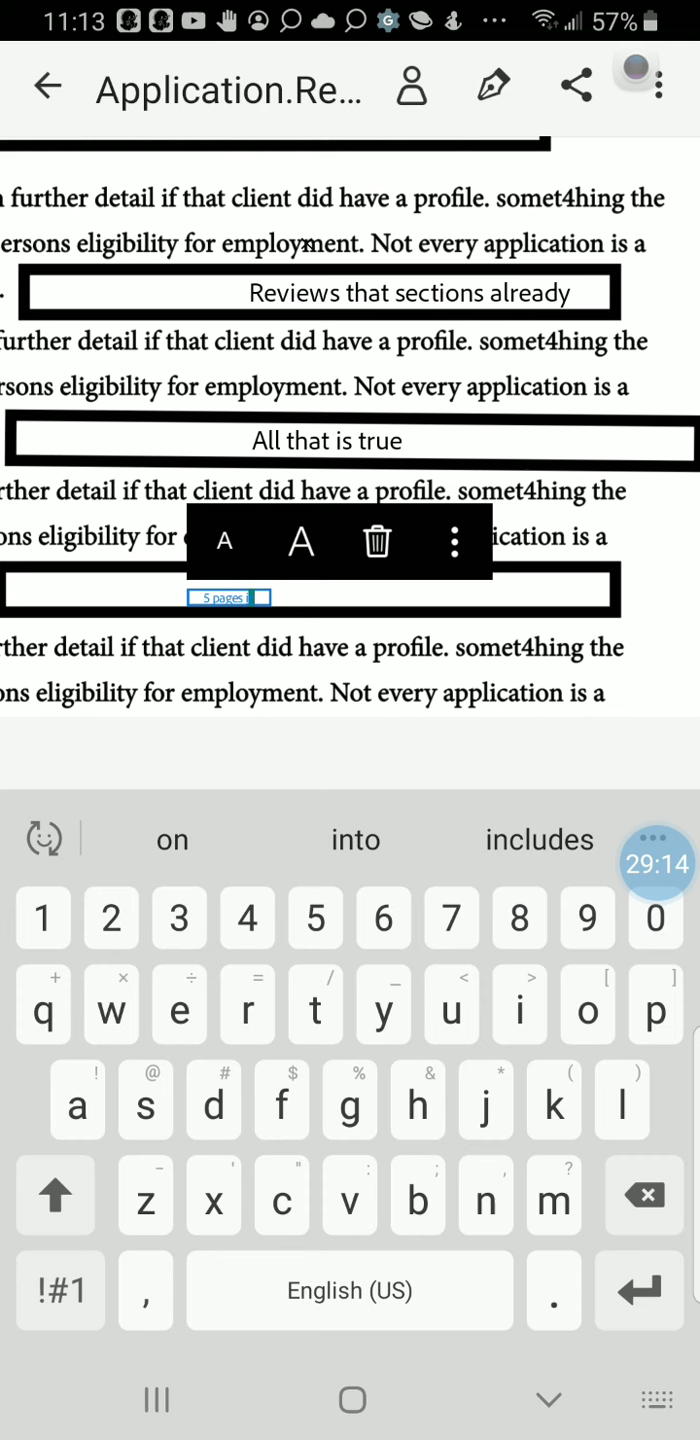 11:13 57%
Application.Re...
further detail if that client did have a profile. somet4hing the
ersons eligibility for employment. Not every application is a
. Reviews that sections already
further detail if that client did have a profile. somet4hing the
rsons eligibility for employment. Not every application is a
All that is true
rther detail if that client did have a profile. somet4hing the
ons eligibility for ication is a
A A
5 pages i
rther detail if that client did have a profile. somet4hing the
ons eligibility for employment. Not every application is a
on into includes
29:14
1 2 3 4 5 6 7 8 9 0
+ × ÷ = / _ < > [ ]
q w e r t y u i o p
! @ # $ % & * ( )
a s d f g h j k l
- ' " : ; , ?
z x c v b n m
!#1 , English (US) .